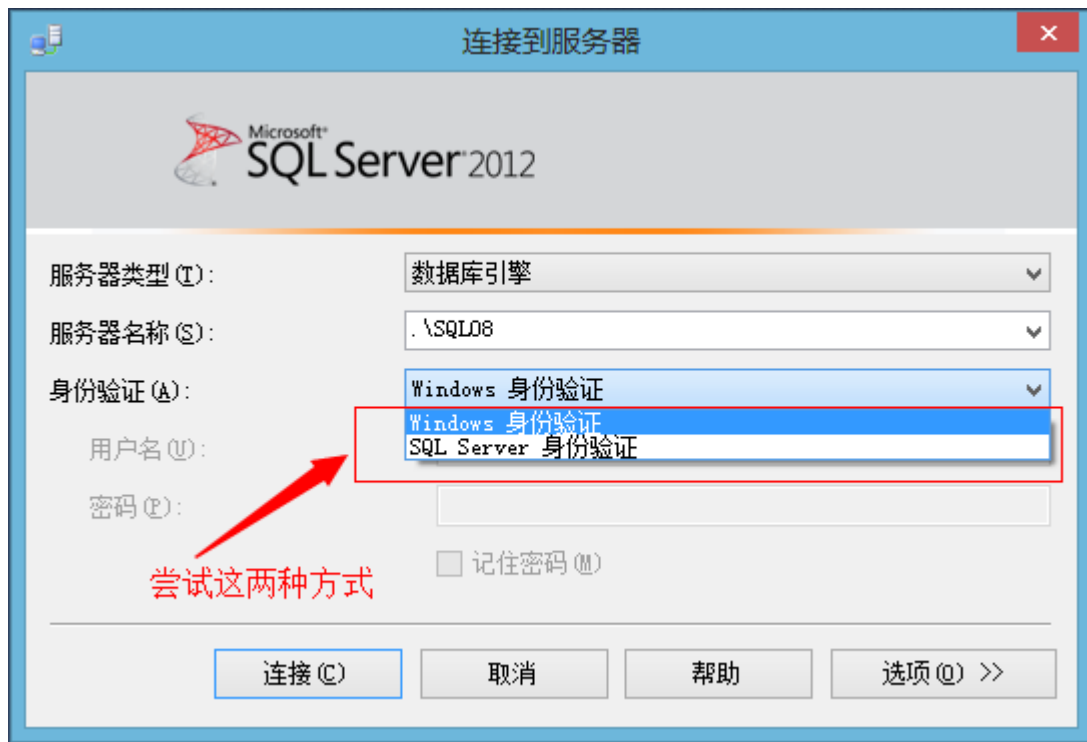 连接到服务器
Microsoft®
SQL Server® 2012
服务器类型(T):
数据库引擎
服务器名称(S):
.\SQL08
身份验证(A):
Windows 身份验证
Windows 身份验证
SQL Server 身份验证
用户名(U):
密码(P):
记住密码(M)
尝试这两种方式
连接(C)
取消
帮助
选项(O) >>